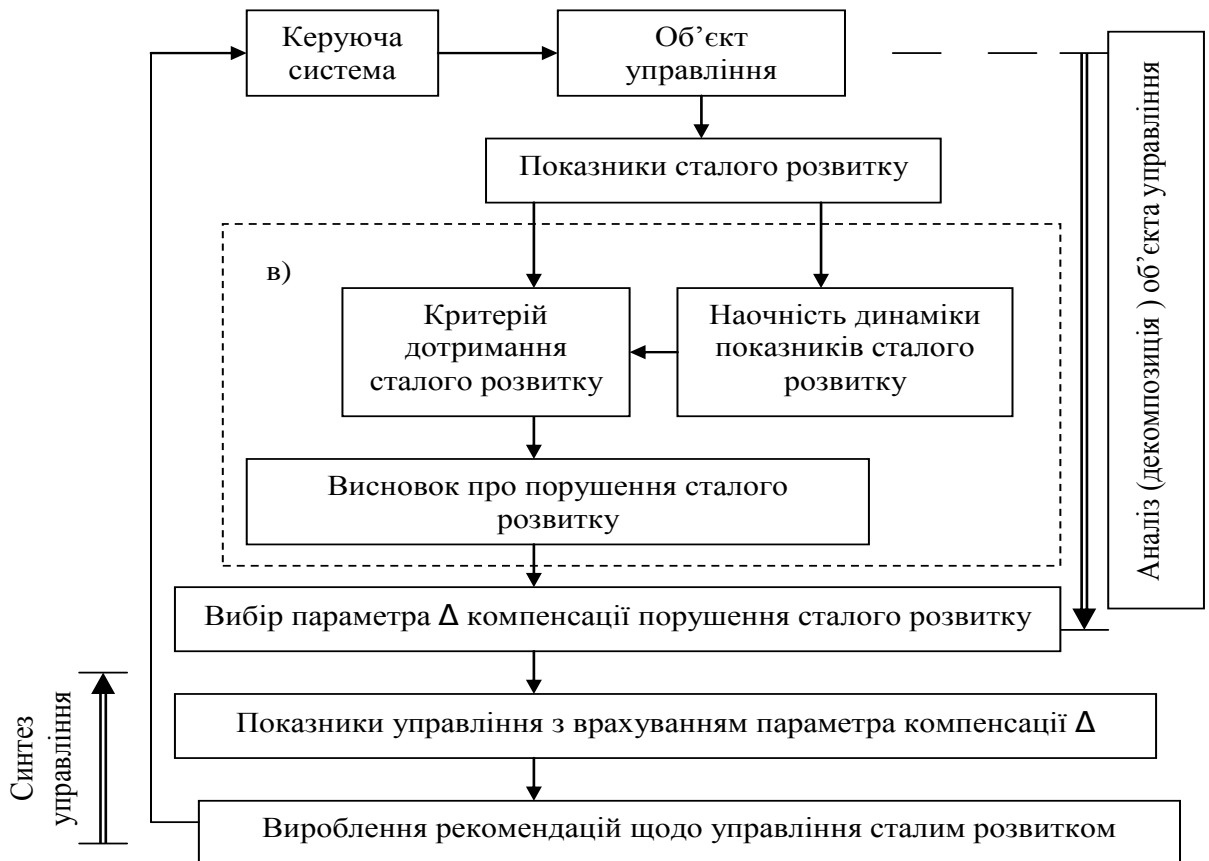 Керуюча
система
Об’єкт
управління
Показники сталого розвитку
в)
Критерій
дотримання
сталого розвитку
Наочність динаміки
показників сталого
розвитку
Висновок про порушення сталого
розвитку
Вибір параметра Δ компенсації порушення сталого розвитку
Показники управління з врахуванням параметра компенсації Δ
Вироблення рекомендацій щодо управління сталим розвитком
Аналіз (декомпозиція ) об’єкта управління
Синтез
управління